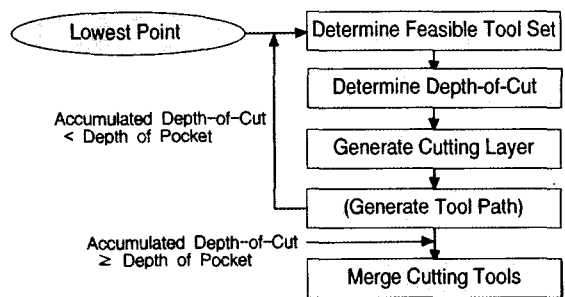 Lowest Point
Determine Feasible Tool Set
Determine Depth-of-Cut
Accumulated Depth-of-Cut
< Depth of Pocket
Generate Cutting Layer
(Generate Tool Path)
Accumulated Depth-of-Cut
≥ Depth of Pocket
Merge Cutting Tools